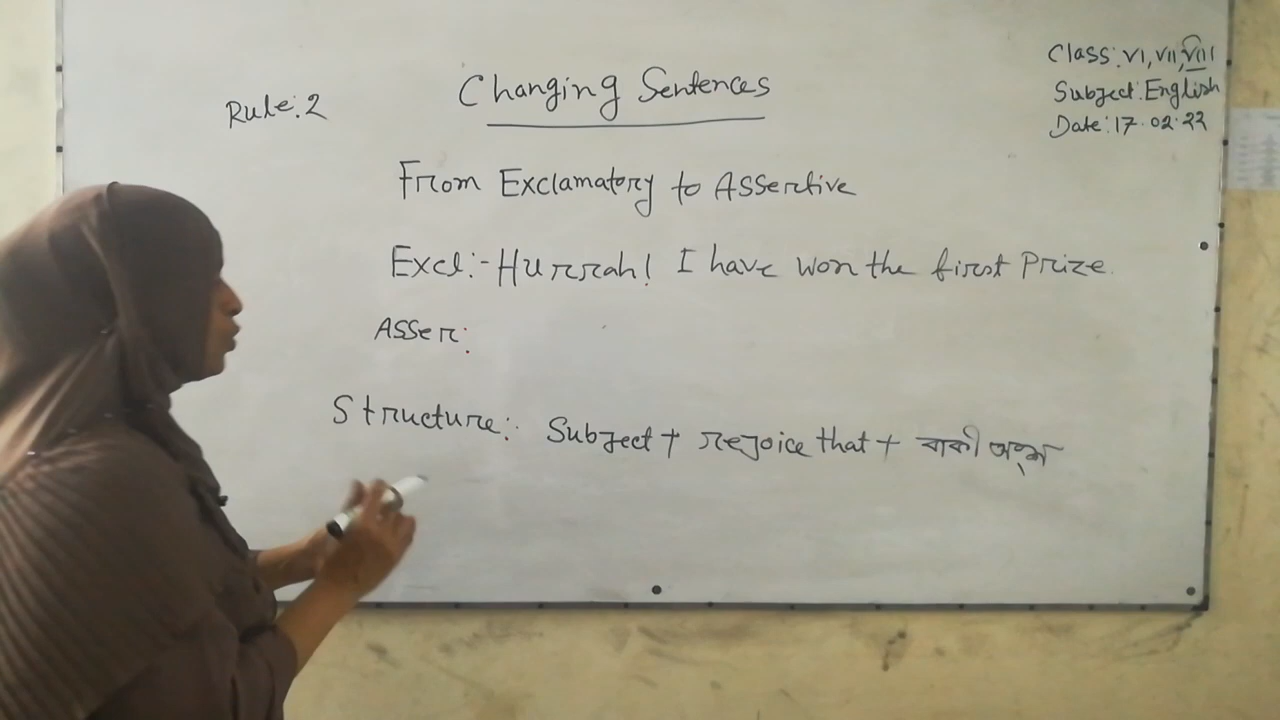 Class: VI, VII, VIII
Subject: English
Date: 17.02.22
Rule: 2
Changing Sentences
From Exclamatory to Assertive
Excl:- Hurrah! I have won the first Prize.
Asser:
Structure: Subject + rejoice that + বাকী অংশ